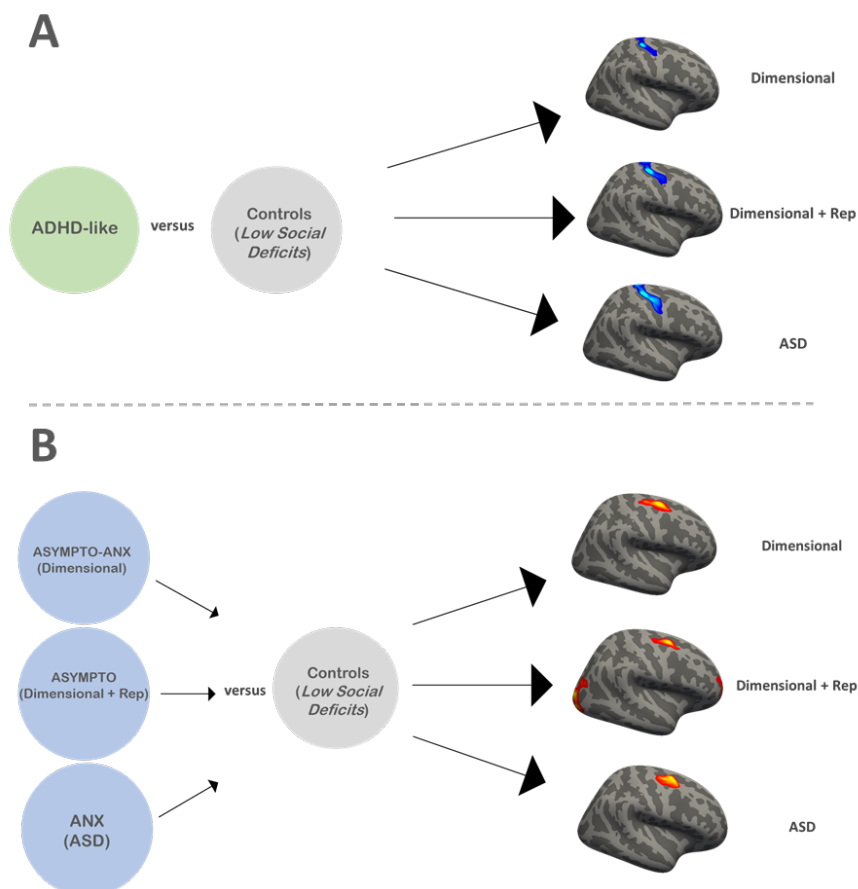 A
Dimensional
ADHD-like
versus
Controls
(Low Social
Deficits)
Dimensional + Rep
ASD
B
ASYMPTO-ANX
(Dimensional)
Dimensional
ASYMPTO
(Dimensional + Rep)
versus
Controls
(Low Social
Deficits)
Dimensional + Rep
ANX
(ASD)
ASD